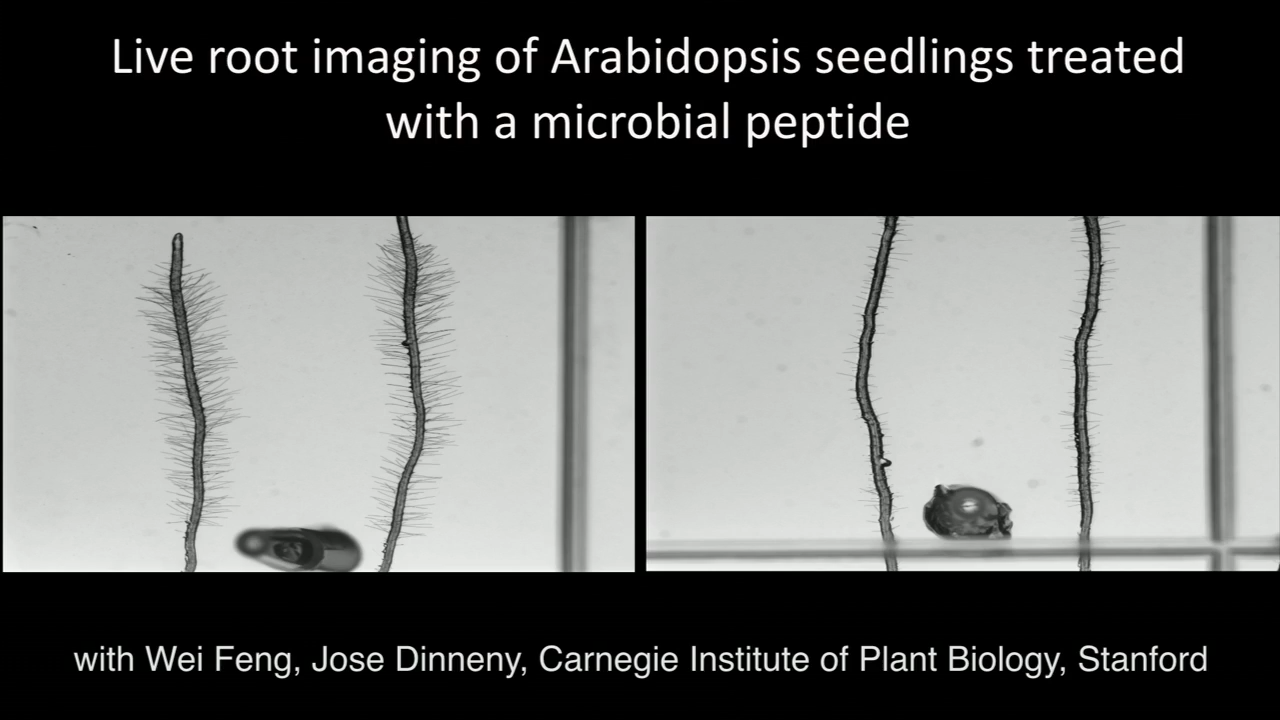 Live root imaging of Arabidopsis seedlings treated
with a microbial peptide
with Wei Feng, Jose Dinneny, Carnegie Institute of Plant Biology, Stanford